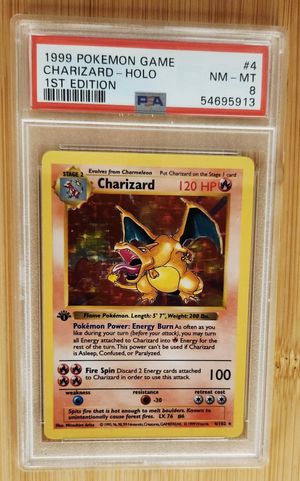 1999 POKEMON GAME #4
CHARIZARD - HOLO NM - MT
1ST EDITION 8
PSA 54695913
STAGE 2 Evolves from Charmeleon Put Charizard on the Stage 1 card
Charizard 120 HP
Flame Pokémon. Length: 5' 7", Weight: 200 lbs.
Pokémon Power: Energy Burn As often as you
like during your turn (before your attack), you may turn
all Energy attached to Charizard into Energy for
the rest of the turn. This power can't be used if Charizard
is Asleep, Confused, or Paralyzed.
Fire Spin Discard 2 Energy cards attached
to Charizard in order to use this attack. 100
weakness resistance retreat cost
-30
Spits fire that is hot enough to melt boulders. Known to
unintentionally cause forest fires. LV. 76 #6
Illus. Mitsuhiro Arita 4/102